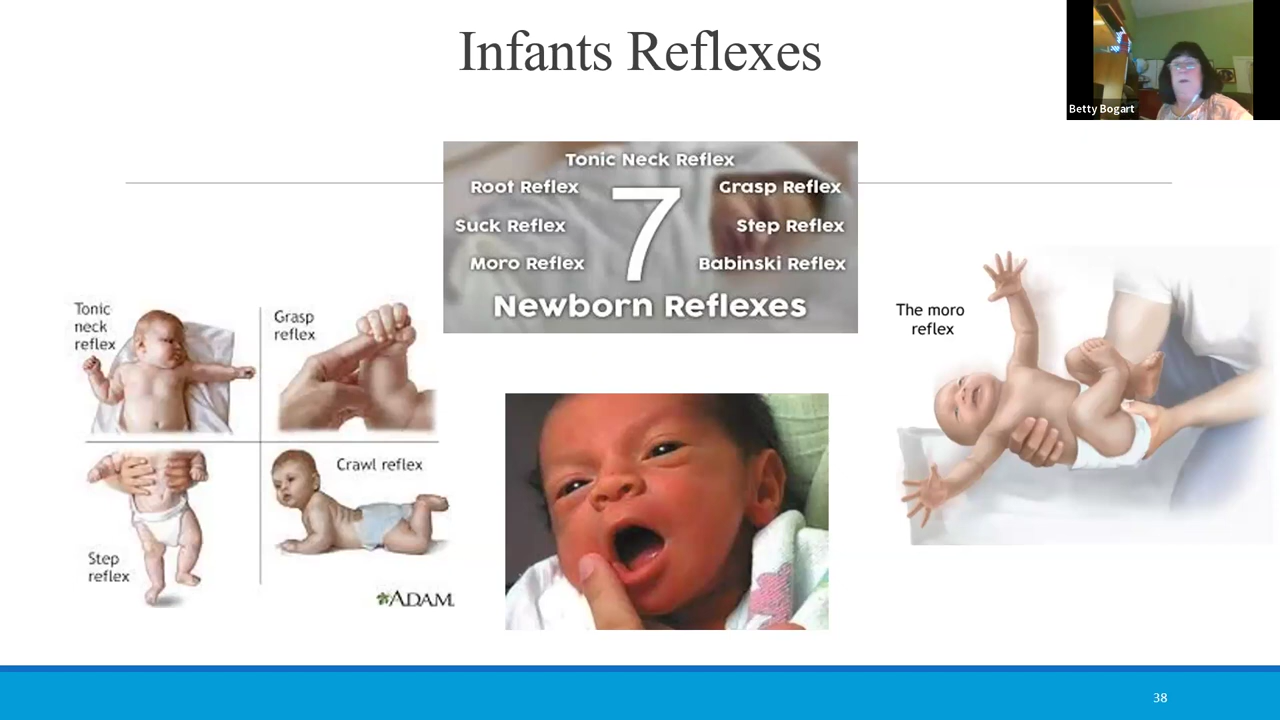 Infants Reflexes
Betty Bogart
Tonic Neck Reflex
Root Reflex
Grasp Reflex
Suck Reflex
7
Step Reflex
Moro Reflex
Babinski Reflex
Newborn Reflexes
Tonic
neck
reflex
Grasp
reflex
Step
reflex
Crawl reflex
ADAM.
The moro
reflex
38